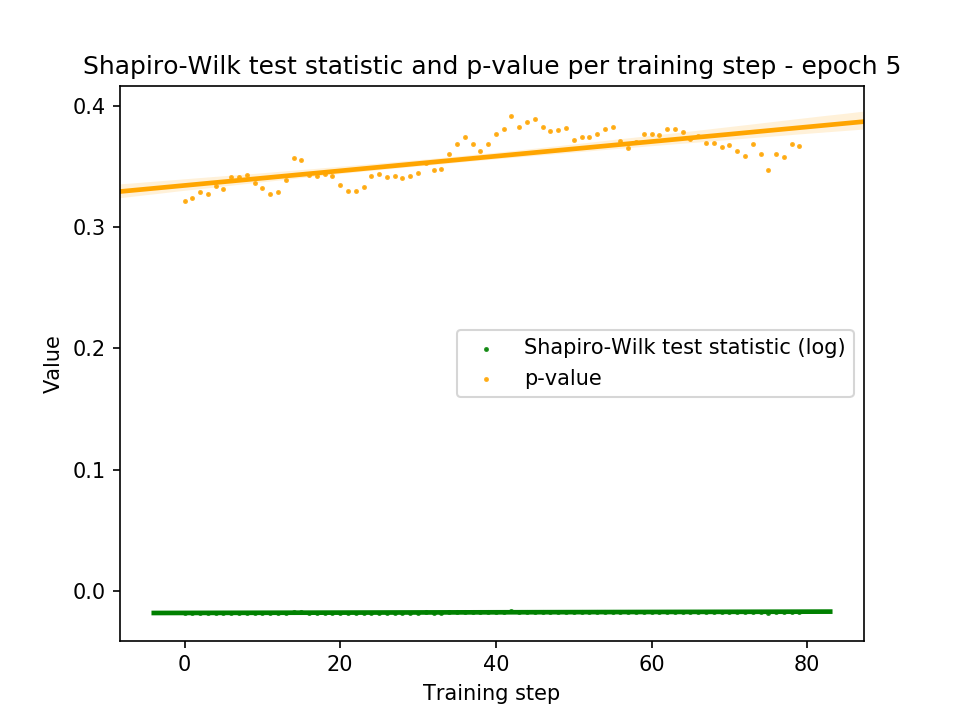 Shapiro-Wilk test statistic and p-value per training step - epoch 5
0.4
0.3
0.2
0.1
0.0
Value
Shapiro-Wilk test statistic (log)
p-value
0 20 40 60 80
Training step